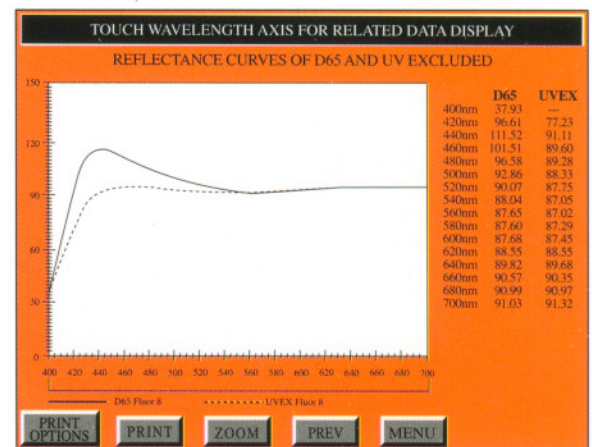 TOUCH WAVELENGTH AXIS FOR RELATED DATA DISPLAY
REFLECTANCE CURVES OF D65 AND UV EXCLUDED
150
120
90
60
30
0
400 420 440 460 480 500 520 540 560 580 600 620 640 660 680 700
D65 Fluor 8
UVEX Fluor 8
D65 UVEX
400nm 37.93 ---
420nm 96.61 77.23
440nm 111.52 91.11
460nm 101.51 89.60
480nm 96.58 89.28
500nm 92.86 88.33
520nm 90.07 87.75
540nm 88.04 87.05
560nm 87.65 87.02
580nm 87.60 87.29
600nm 87.68 87.45
620nm 88.55 88.55
640nm 89.82 89.68
660nm 90.57 90.35
680nm 90.99 90.97
700nm 91.03 91.32
PRINT OPTIONS
PRINT
ZOOM
PREV
MENU